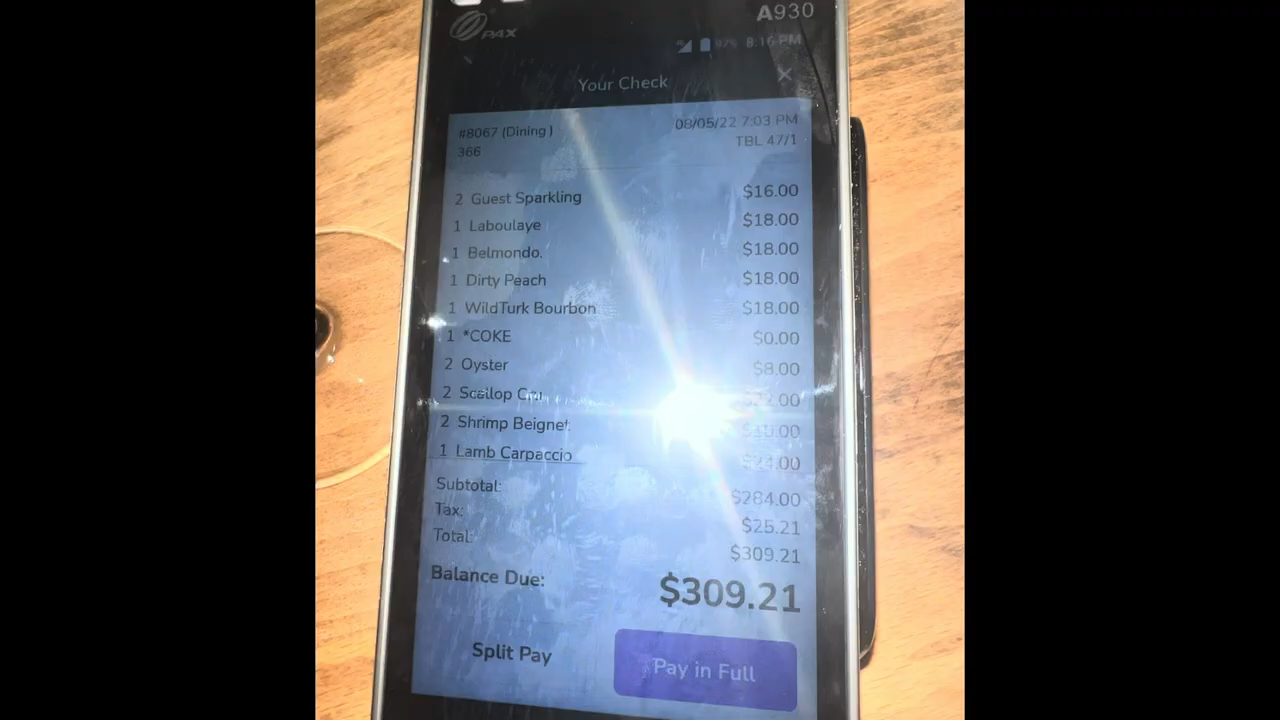 PAX
A930
92% 8:16 PM
Your Check
#8067 (Dining) 08/05/22 7:03 PM
366 TBL 47/1
2 Guest Sparkling $16.00
1 Laboulaye $18.00
1 Belmondo. $18.00
1 Dirty Peach $18.00
1 WildTurk Bourbon $18.00
1 *COKE $0.00
2 Oyster $8.00
2 Scallop Cru
2 Shrimp Beignet
1 Lamb Carpaccio $24.00
Subtotal: $284.00
Tax: $25.21
Total: $309.21
Balance Due: $309.21
Split Pay Pay in Full